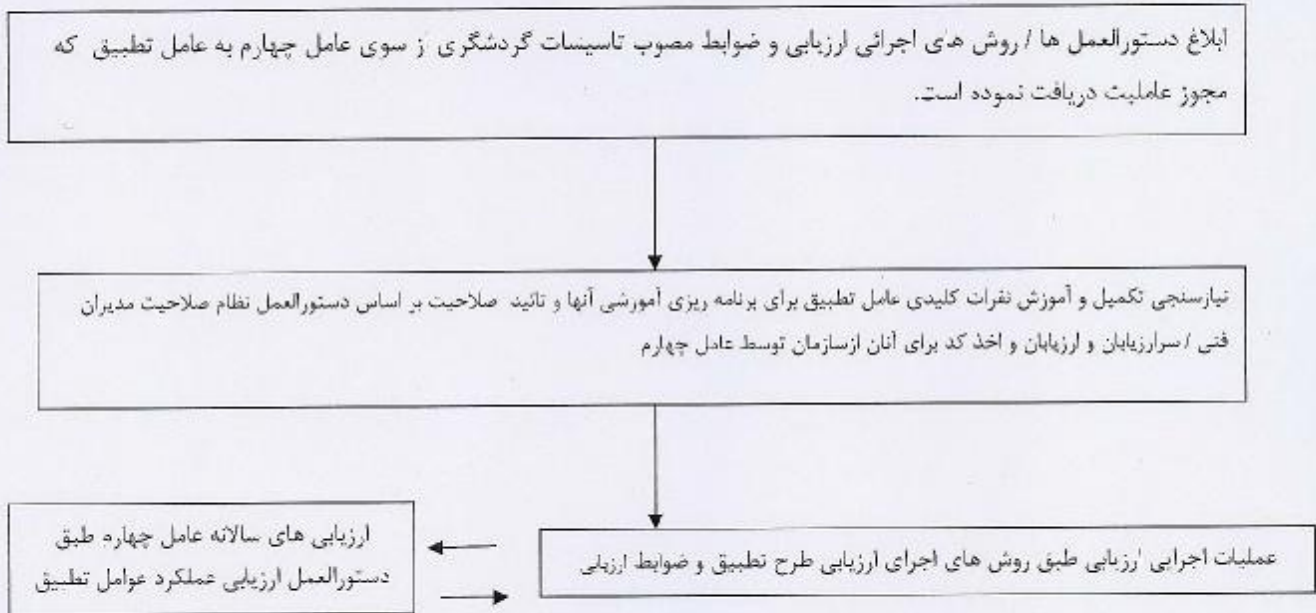 ابلاغ دستورالعمل ها / روش های اجرائی ارزیابی و ضوابط مصوب تاسیسات گردشگری ز سوی عامل چهارم به عامل تطبیق که
مجوز عاملیت دریافت نموده است.
نیازسنجی تکمیل و آموزش نفرات کلیدی عامل تطبیق برای برنامه ریزی آموزشی آنها و تائید صلاحیت بر اساس دستورالعمل نظام صلاحیت مدیران
فنی / سرارزیابان و ارزیابان و اخذ کد برای آنان ازسازمان توسط عامل چهارم
عملیات اجرایی ارزیابی طبق روش های اجرای ارزیابی طرح تطبیق و ضوابط ارزیابی
ارزیابی های سالانه عامل چهارم طبق
دستورالعمل ارزیابی عملکرد عوامل تطبیق